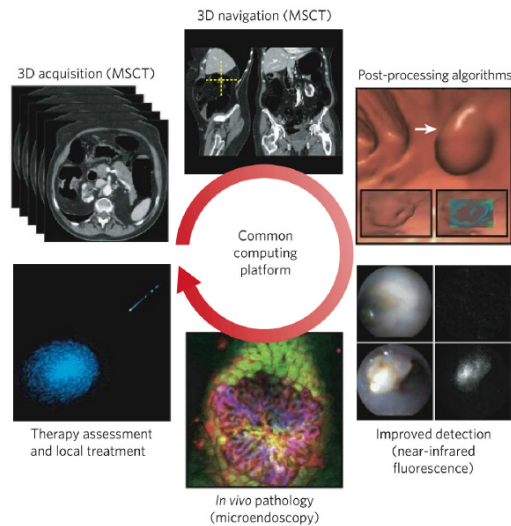 3D navigation (MSCT)
3D acquisition (MSCT)
Post-processing algorithms
Common
computing
platform
Therapy assessment
and local treatment
In vivo pathology
(microendoscopy)
Improved detection
(near-infrared
fluorescence)